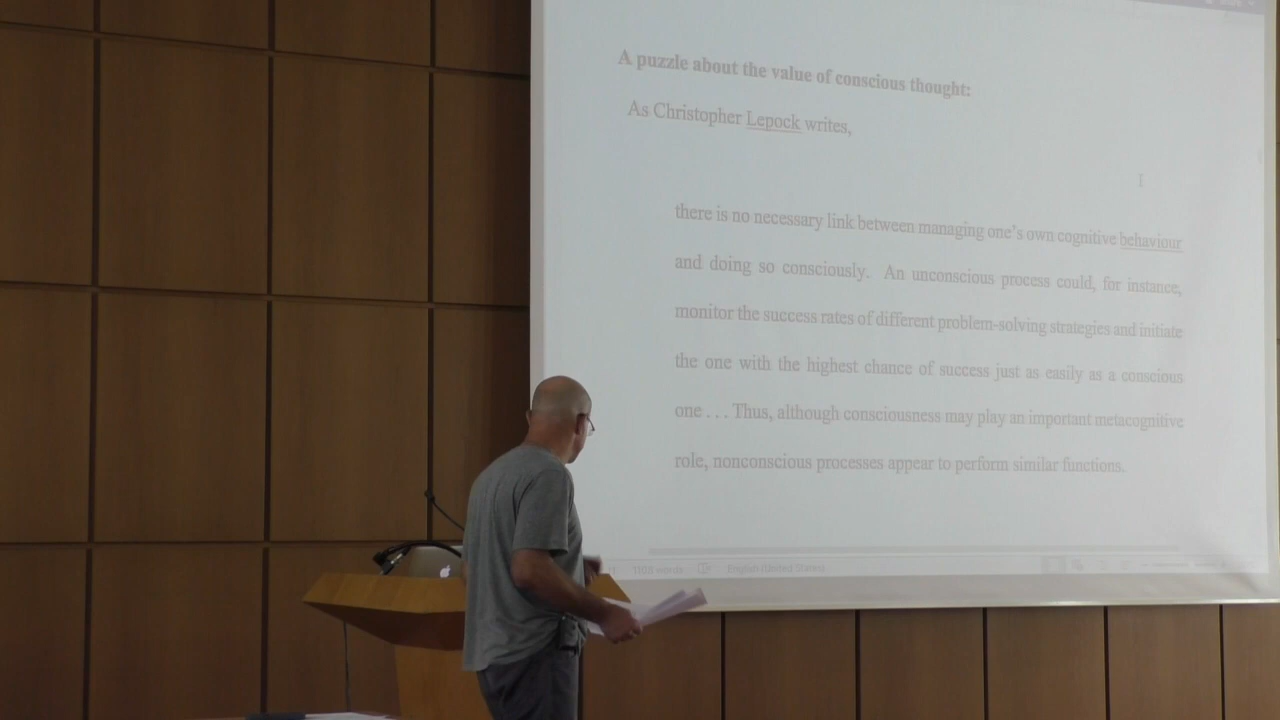 A puzzle about the value of conscious thought:
As Christopher Lepock writes,
there is no necessary link between managing one's own cognitive behaviour
and doing so consciously. An unconscious process could, for instance,
monitor the success rates of different problem-solving strategies and initiate
the one with the highest chance of success just as easily as a conscious
one . . . Thus, although consciousness may play an important metacognitive
role, nonconscious processes appear to perform similar functions.
words English (United States)